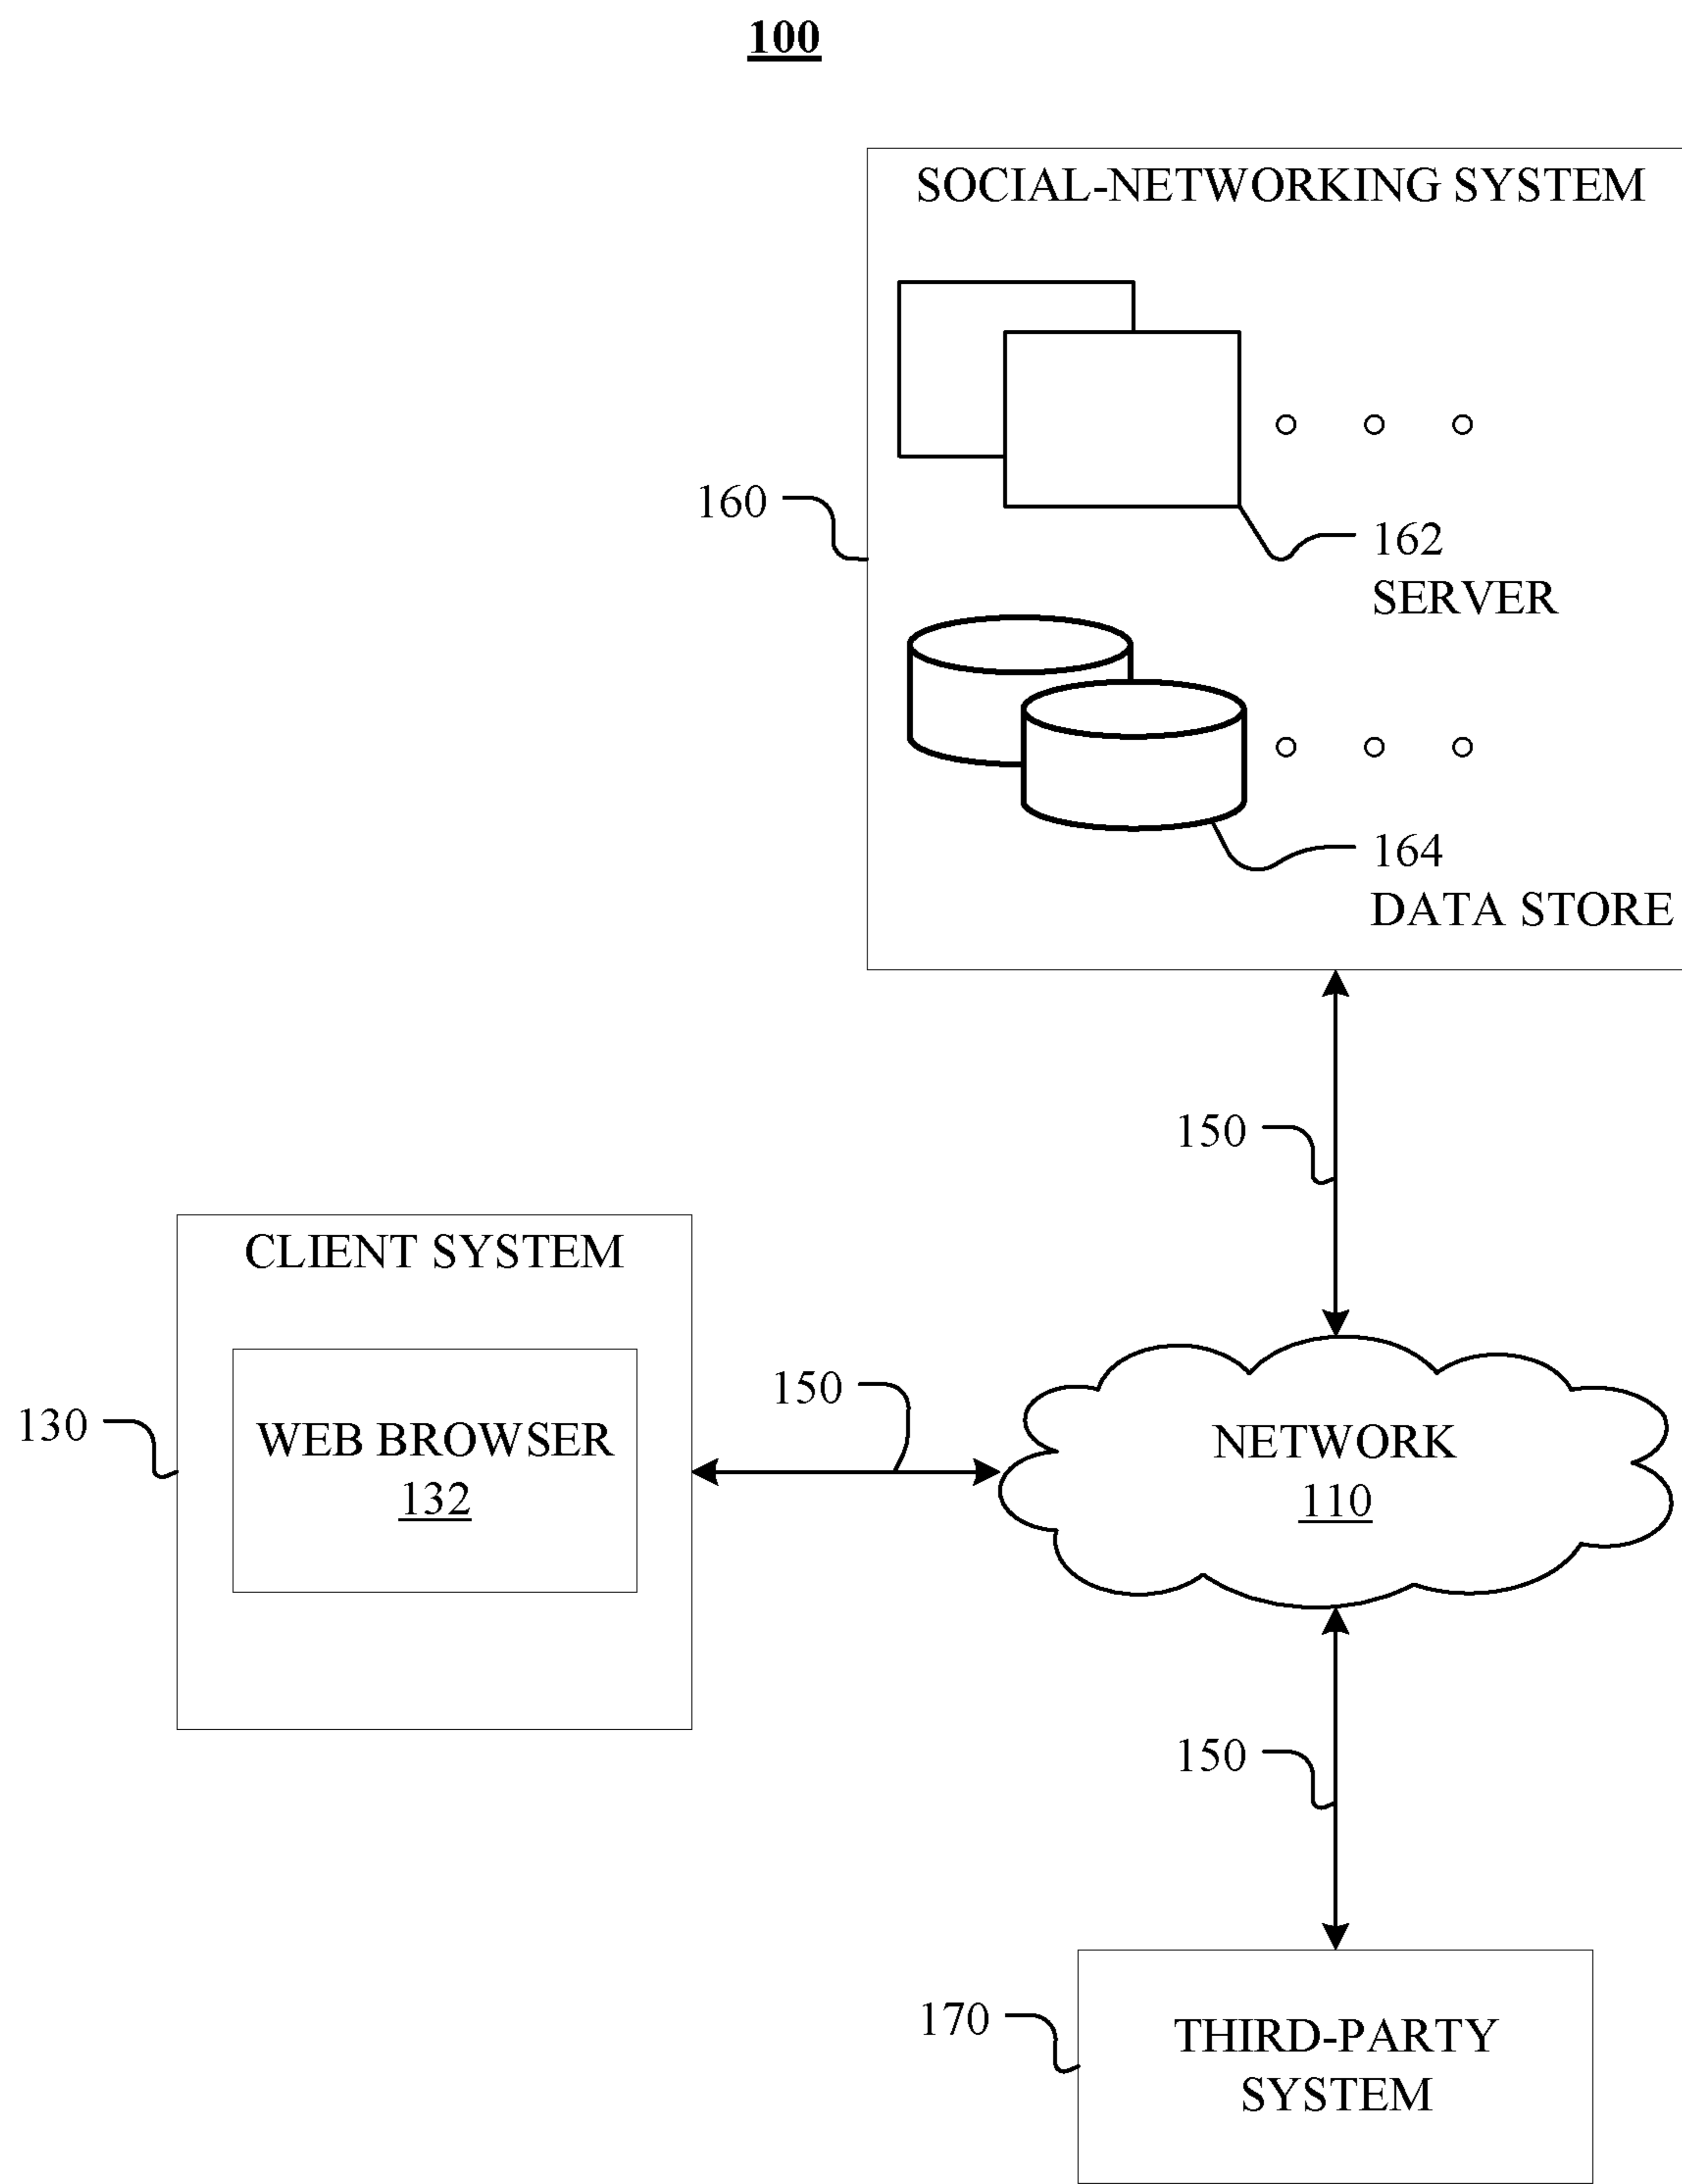 100
SOCIAL-NETWORKING SYSTEM
160
162
SERVER
164
DATA STORE
150
CLIENT SYSTEM
130
WEB BROWSER
132
150
NETWORK
110
150
170
THIRD-PARTY
SYSTEM